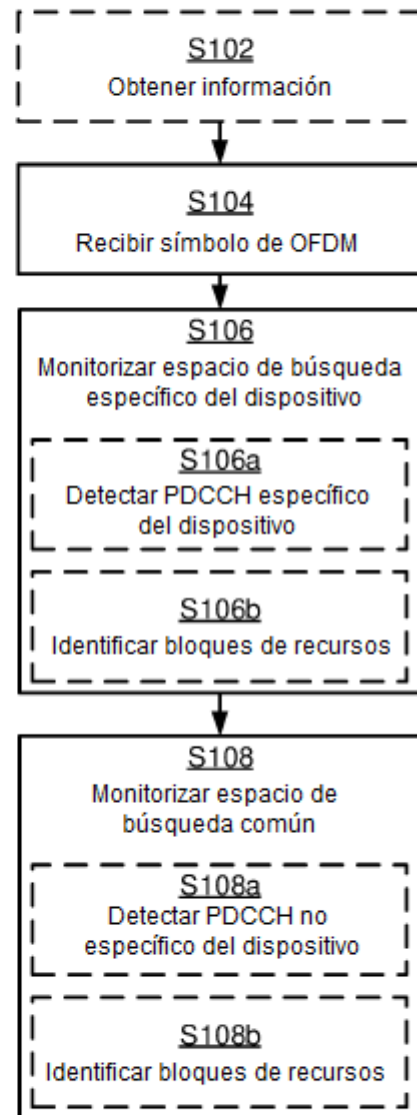 S102
Obtener información
S104
Recibir símbolo de OFDM
S106
Monitorizar espacio de búsqueda
específico del dispositivo
S106a
Detectar PDCCH específico
del dispositivo
S106b
Identificar bloques de recursos
S108
Monitorizar espacio de
búsqueda común
S108a
Detectar PDCCH no
específico del dispositivo
S108b
Identificar bloques de recursos